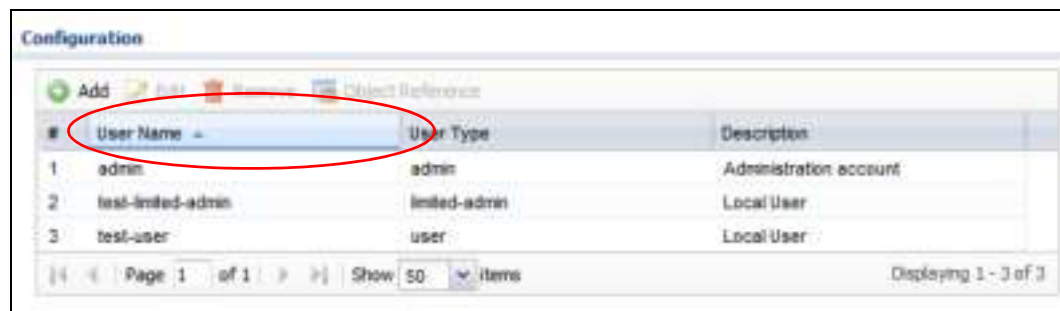 Configuration
Add Edit Remove Object Reference
# User Name User Type Description
1 admin admin Administration account
2 test-limited-admin limited-admin Local User
3 test-user user Local User
Page 1 of 1 Show 50 items Displaying 1 - 3 of 3